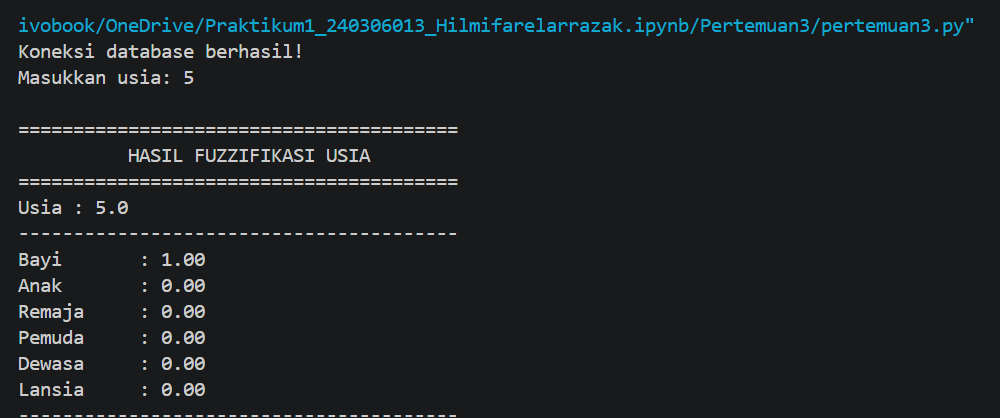 ivobook/OneDrive/Praktikum1_240306013_Hilmifarelarrazak.ipynb/Pertemuan3/pertemuan3.py"
Koneksi database berhasil!
Masukkan usia: 5
========================================
HASIL FUZZIFIKASI USIA
========================================
Usia : 5.0
----------------------------------------
Bayi : 1.00
Anak : 0.00
Remaja : 0.00
Pemuda : 0.00
Dewasa : 0.00
Lansia : 0.00
----------------------------------------